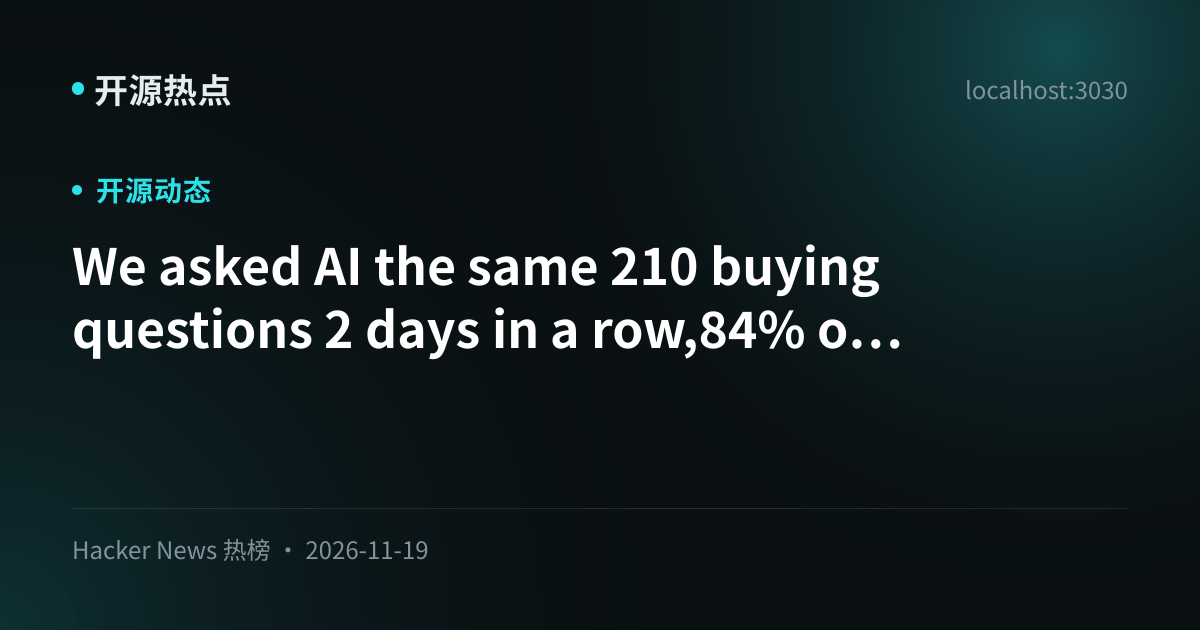 开源热点
localhost:3030
开源动态
We asked AI the same 210 buying
questions 2 days in a row,84% o…
Hacker News 热榜 · 2026-11-19